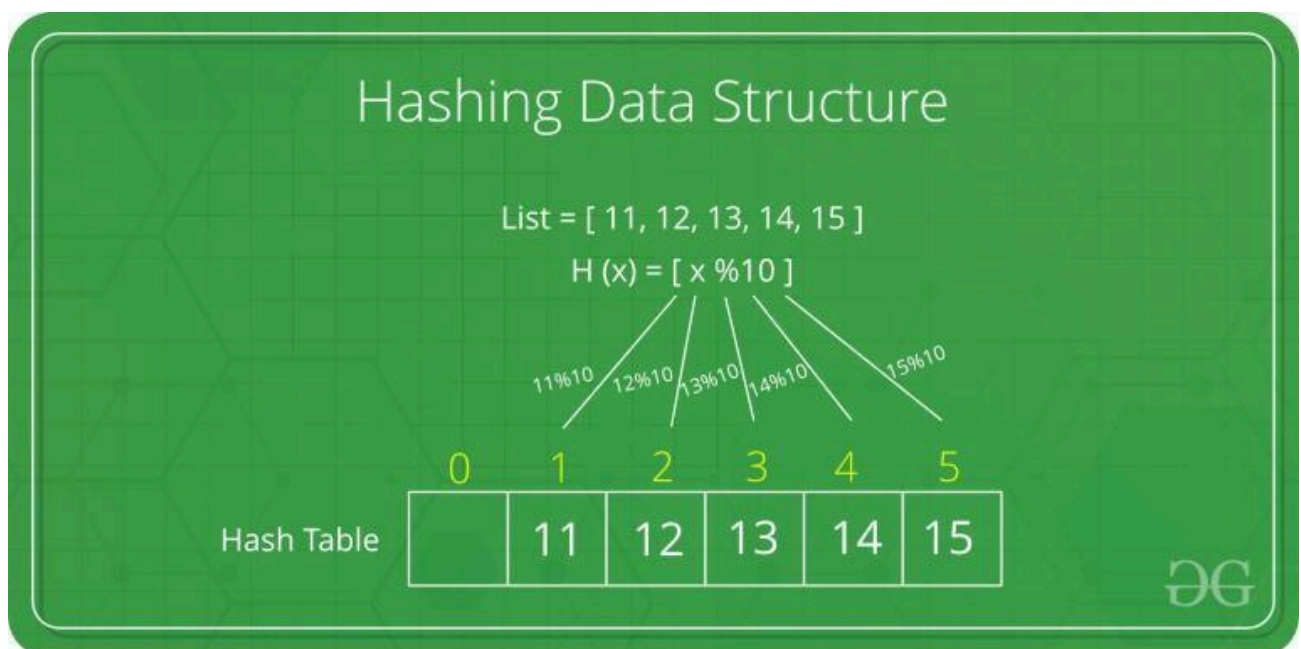 Hashing Data Structure
List = [ 11, 12, 13, 14, 15 ]
H (x) = [ x %10 ]
11%10 12%10 13%10 14%10 15%10
0 1 2 3 4 5
Hash Table 11 12 13 14 15
GG